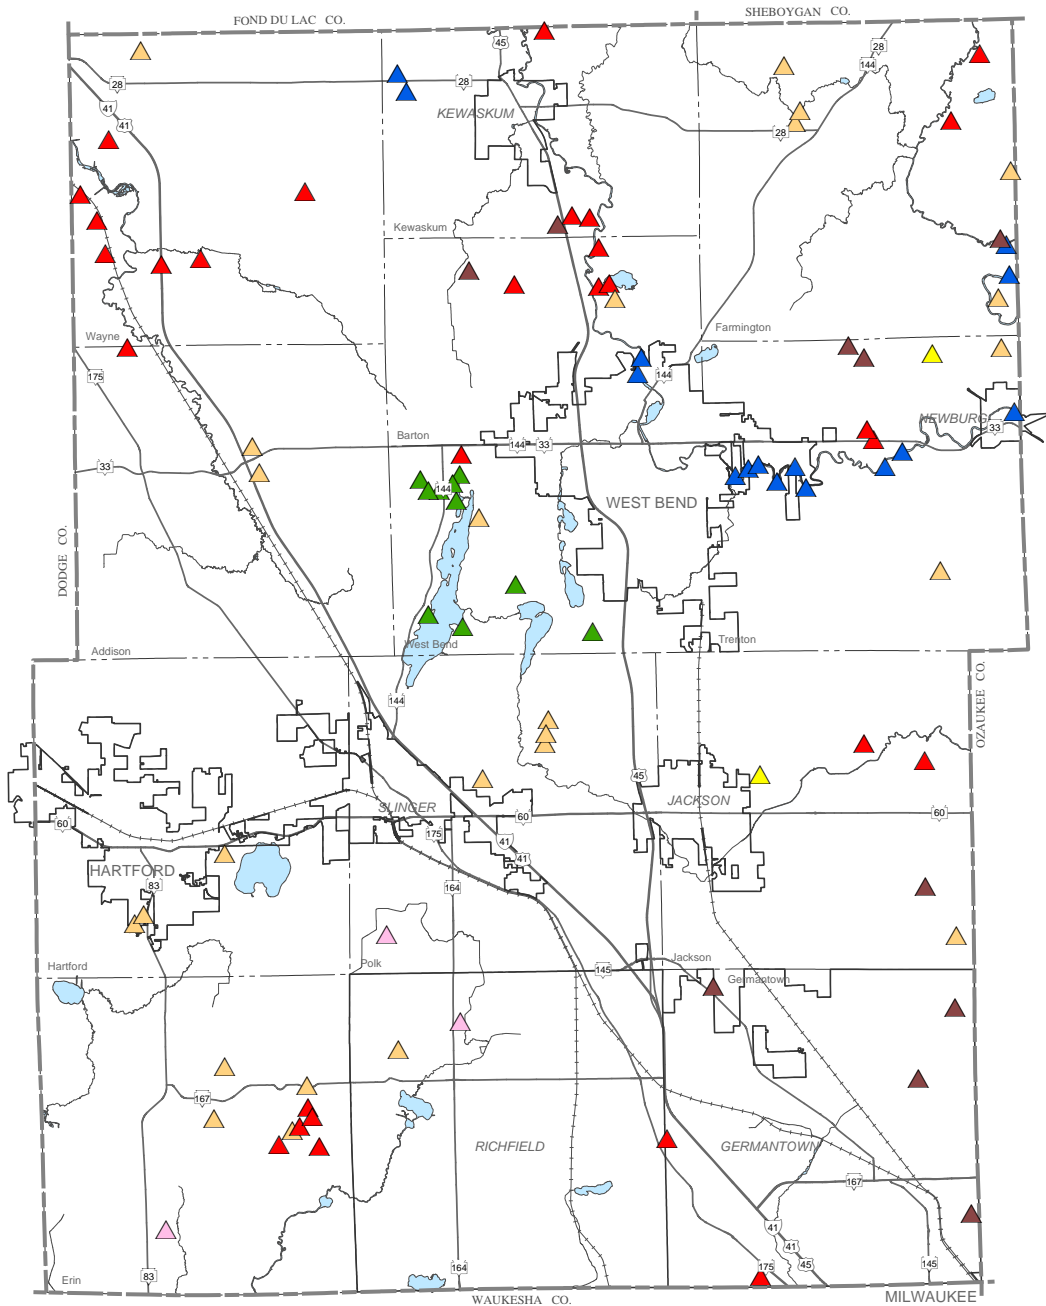 FOND DU LAC CO.
SHEBOYGAN CO.
45
28
144
28
28
41
41
KEWASKUM
28
Kewaskum
Wayne
Farmington
175
144
NEWBURG
33
Barton
144
33
33
144
WEST BEND
DODGE CO.
Trenton
West Bend
Addison
OZAUKEE CO.
144
45
JACKSON
SLINGER
60
60
60
175
41
41
HARTFORD
83
164
Hartford
Polk
Jackson
145
Germantown
167
RICHFIELD
GERMANTOWN
167
41
41
45
175
145
164
83
Erin
WAUKESHA CO.
MILWAUKEE